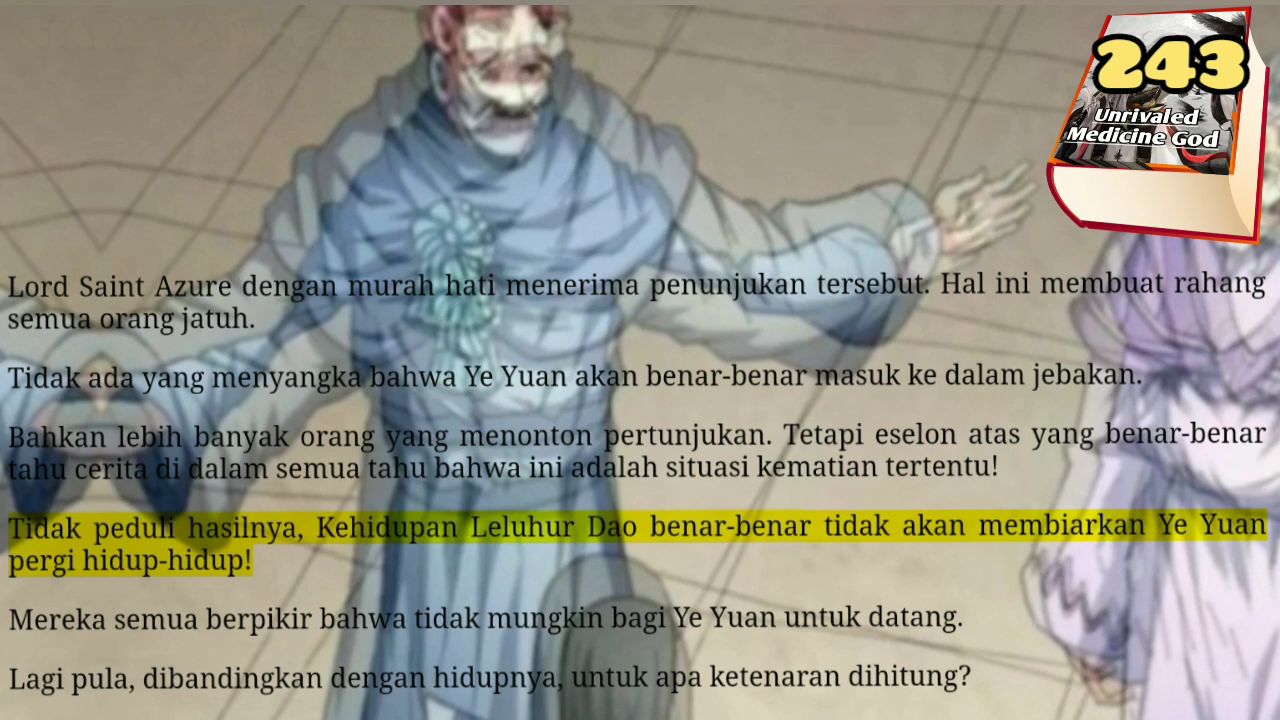 243
Unrivaled
Medicine God
Lord Saint Azure dengan murah hati menerima penunjukan tersebut. Hal ini membuat rahang
semua orang jatuh.
Tidak ada yang menyangka bahwa Ye Yuan akan benar-benar masuk ke dalam jebakan.
Bahkan lebih banyak orang yang menonton pertunjukan. Tetapi eselon atas yang benar-benar
tahu cerita di dalam semua tahu bahwa ini adalah situasi kematian tertentu!
Tidak peduli hasilnya, Kehidupan Leluhur Dao benar-benar tidak akan membiarkan Ye Yuan
pergi hidup-hidup!
Mereka semua berpikir bahwa tidak mungkin bagi Ye Yuan untuk datang.
Lagi pula, dibandingkan dengan hidupnya, untuk apa ketenaran dihitung?